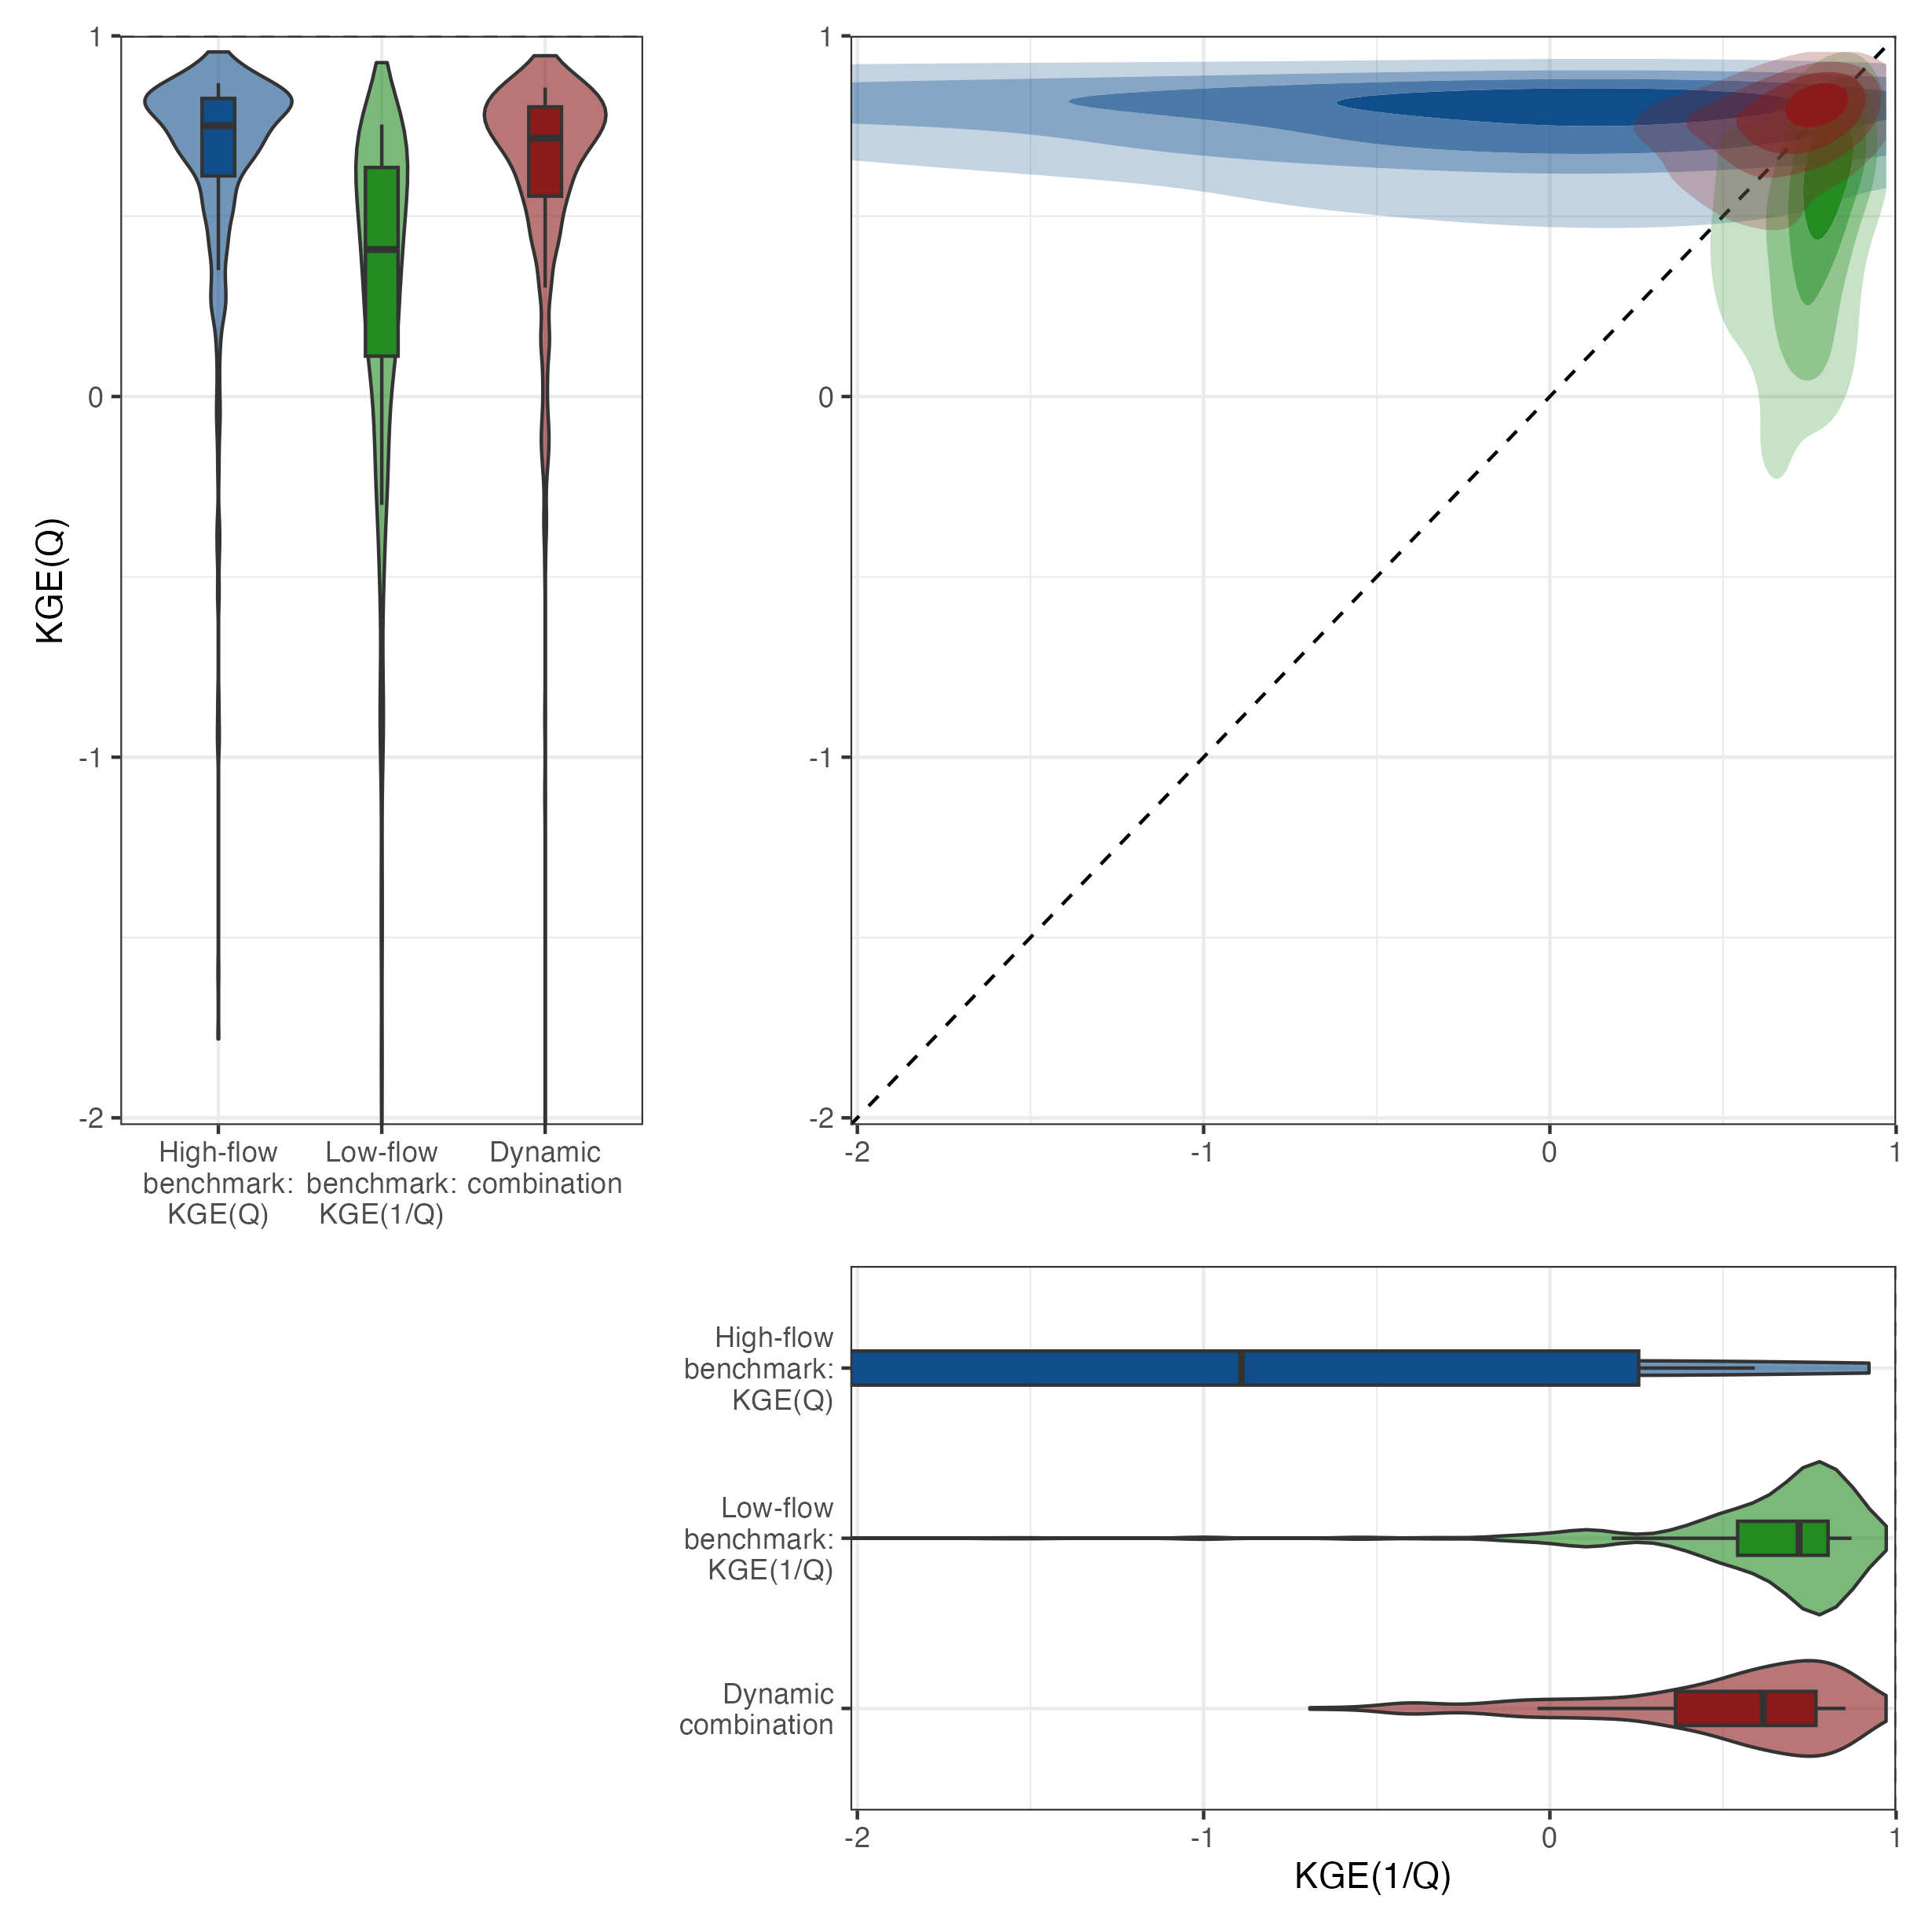 KGE(Q)
1
0
-1
-2
High-flow
benchmark:
KGE(Q)
Low-flow
benchmark:
KGE(1/Q)
Dynamic
combination
1
0
-1
-2
-2
-1
0
1
High-flow
benchmark:
KGE(Q)
Low-flow
benchmark:
KGE(1/Q)
Dynamic
combination
-2
-1
0
1
KGE(1/Q)